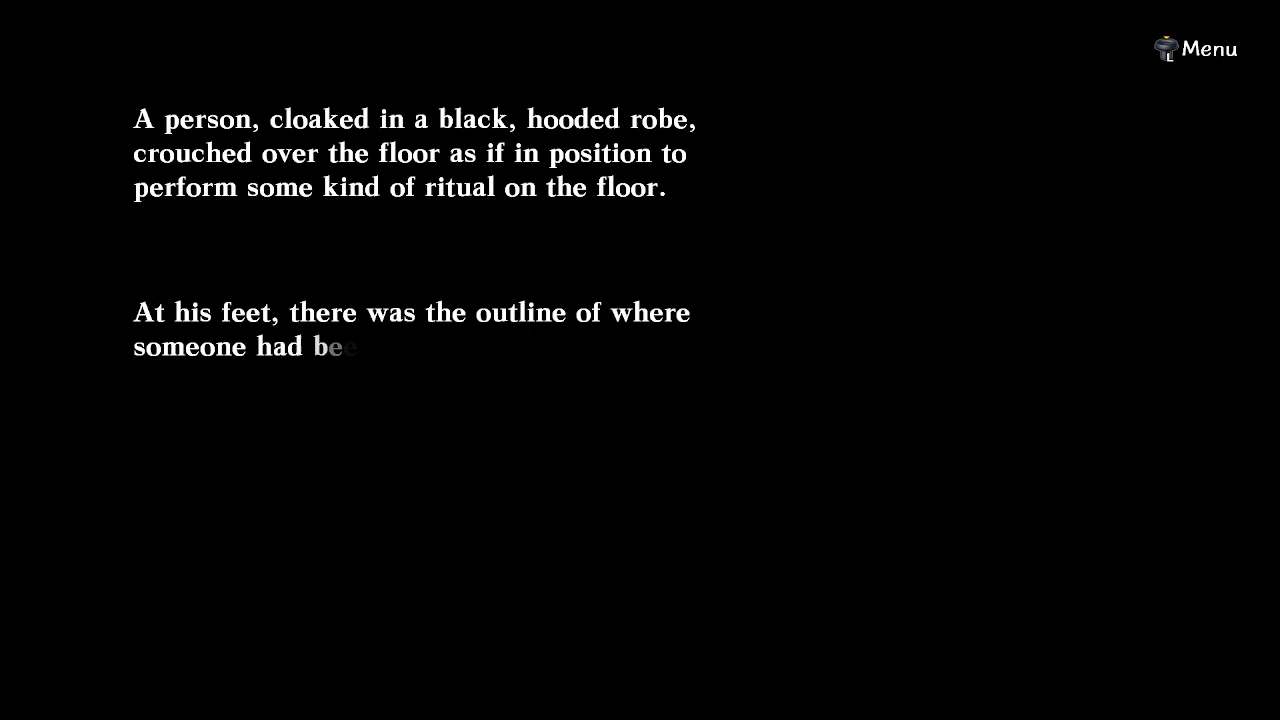 L Menu
A person, cloaked in a black, hooded robe,
crouched over the floor as if in position to
perform some kind of ritual on the floor.
At his feet, there was the outline of where
someone had bee